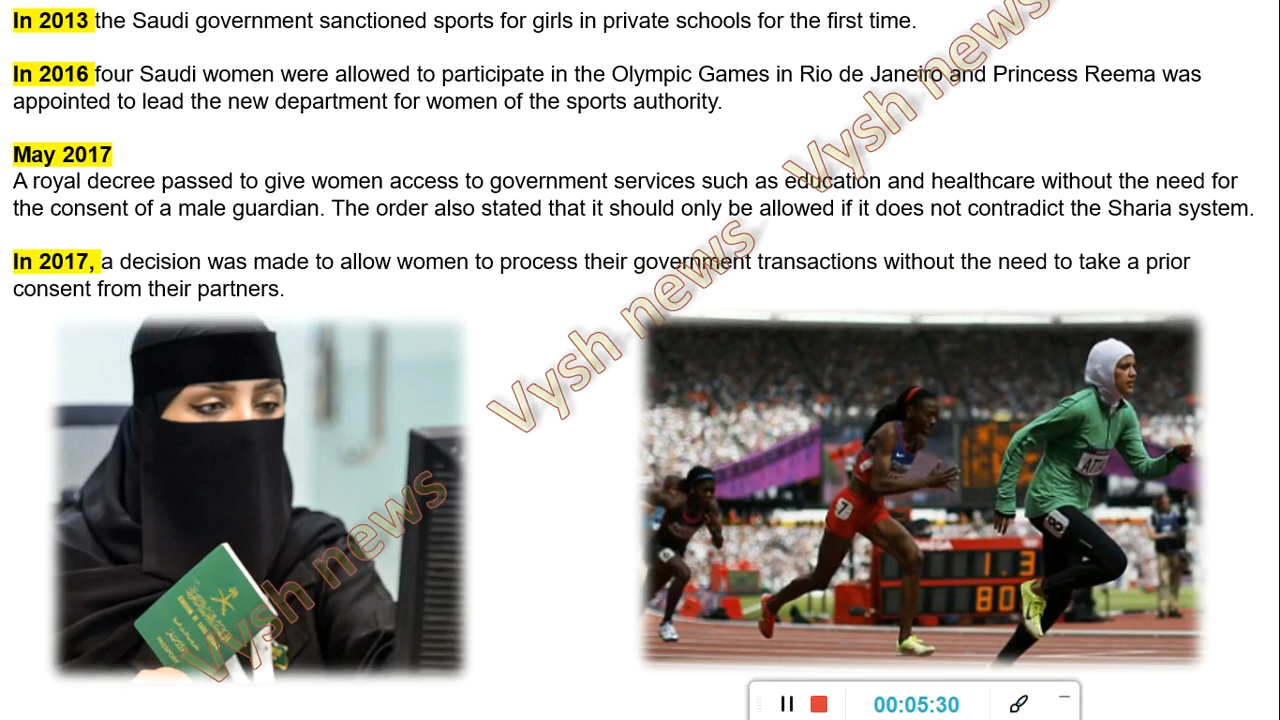 In 2013 the Saudi government sanctioned sports for girls in private schools for the first time.
In 2016 four Saudi women were allowed to participate in the Olympic Games in Rio de Janeiro and Princess Reema was
appointed to lead the new department for women of the sports authority.
May 2017
A royal decree passed to give women access to government services such as education and healthcare without the need for
the consent of a male guardian. The order also stated that it should only be allowed if it does not contradict the Sharia system.
In 2017, a decision was made to allow women to process their government transactions without the need to take a prior
consent from their partners.
Vysh news
Vysh news
Vysh news
7
8
1.3
80
00:05:30